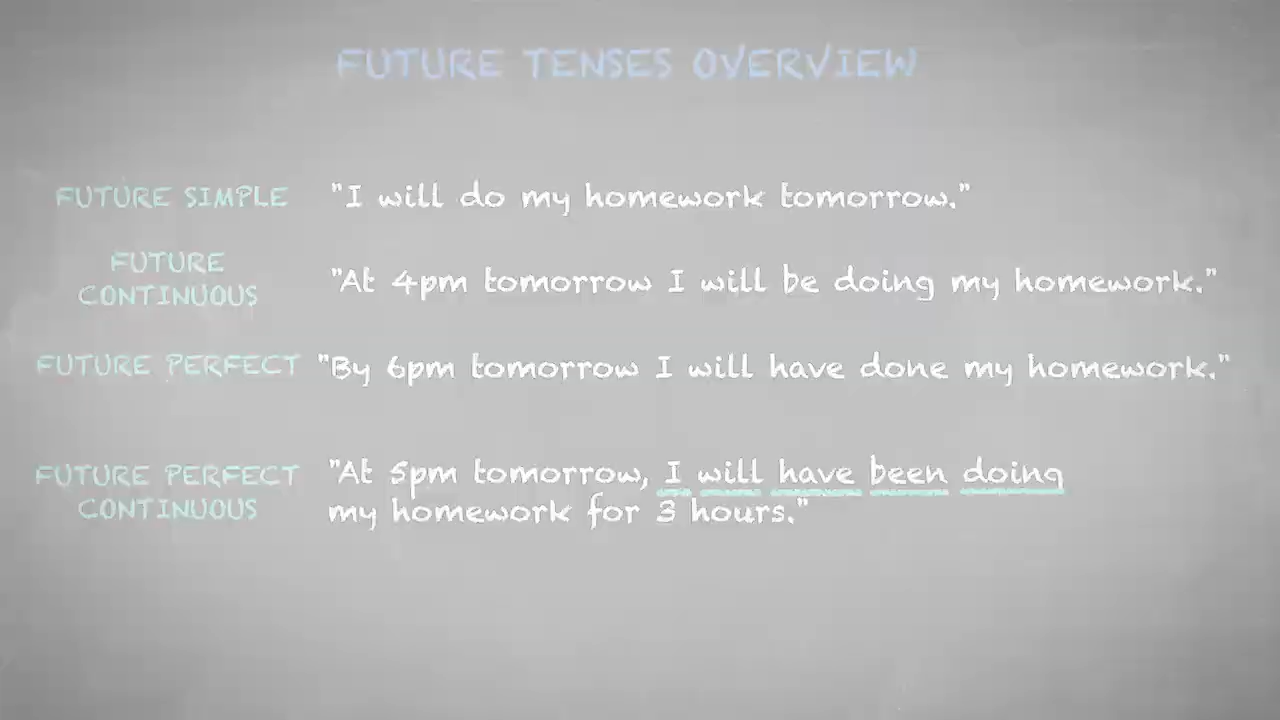 FUTURE TENSES OVERVIEW
FUTURE SIMPLE "I will do my homework tomorrow."
FUTURE
CONTINUOUS
"At 4pm tomorrow I will be doing my homework."
FUTURE PERFECT "By 6pm tomorrow I will have done my homework."
FUTURE PERFECT
CONTINUOUS
"At 5pm tomorrow, I will have been doing
my homework for 3 hours."